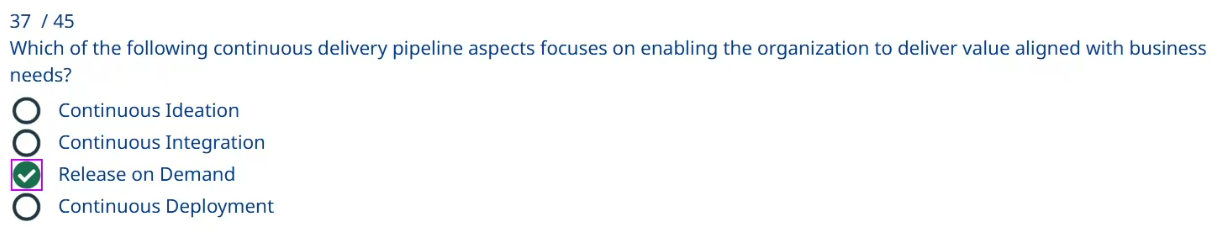 37 / 45
Which of the following continuous delivery pipeline aspects focuses on enabling the organization to deliver value aligned with business
needs?
Continuous Ideation
Continuous Integration
Release on Demand
Continuous Deployment